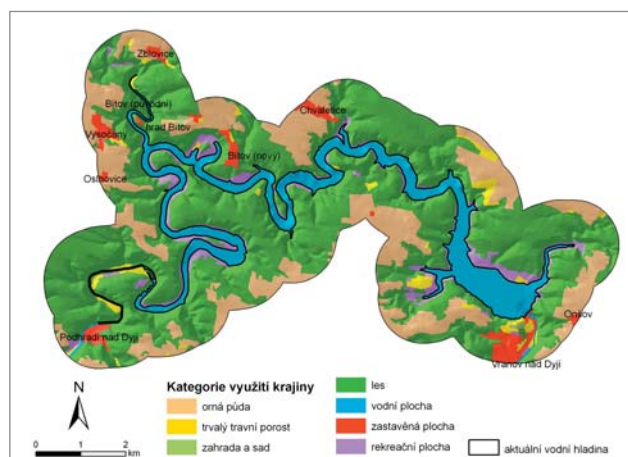 Zblovice
Bítov (původní)
hrad Bítov
Vysočany
Chvaletice
Bítov (nový)
Oslnovice
Podhradí nad Dyjí
Onšov
Vranov nad Dyjí
N
Kategorie využití krajiny
orná půda
trvalý travní porost
zahrada a sad
les
vodní plocha
zastavěná plocha
rekreační plocha
aktuální vodní hladina
0 1 2
km